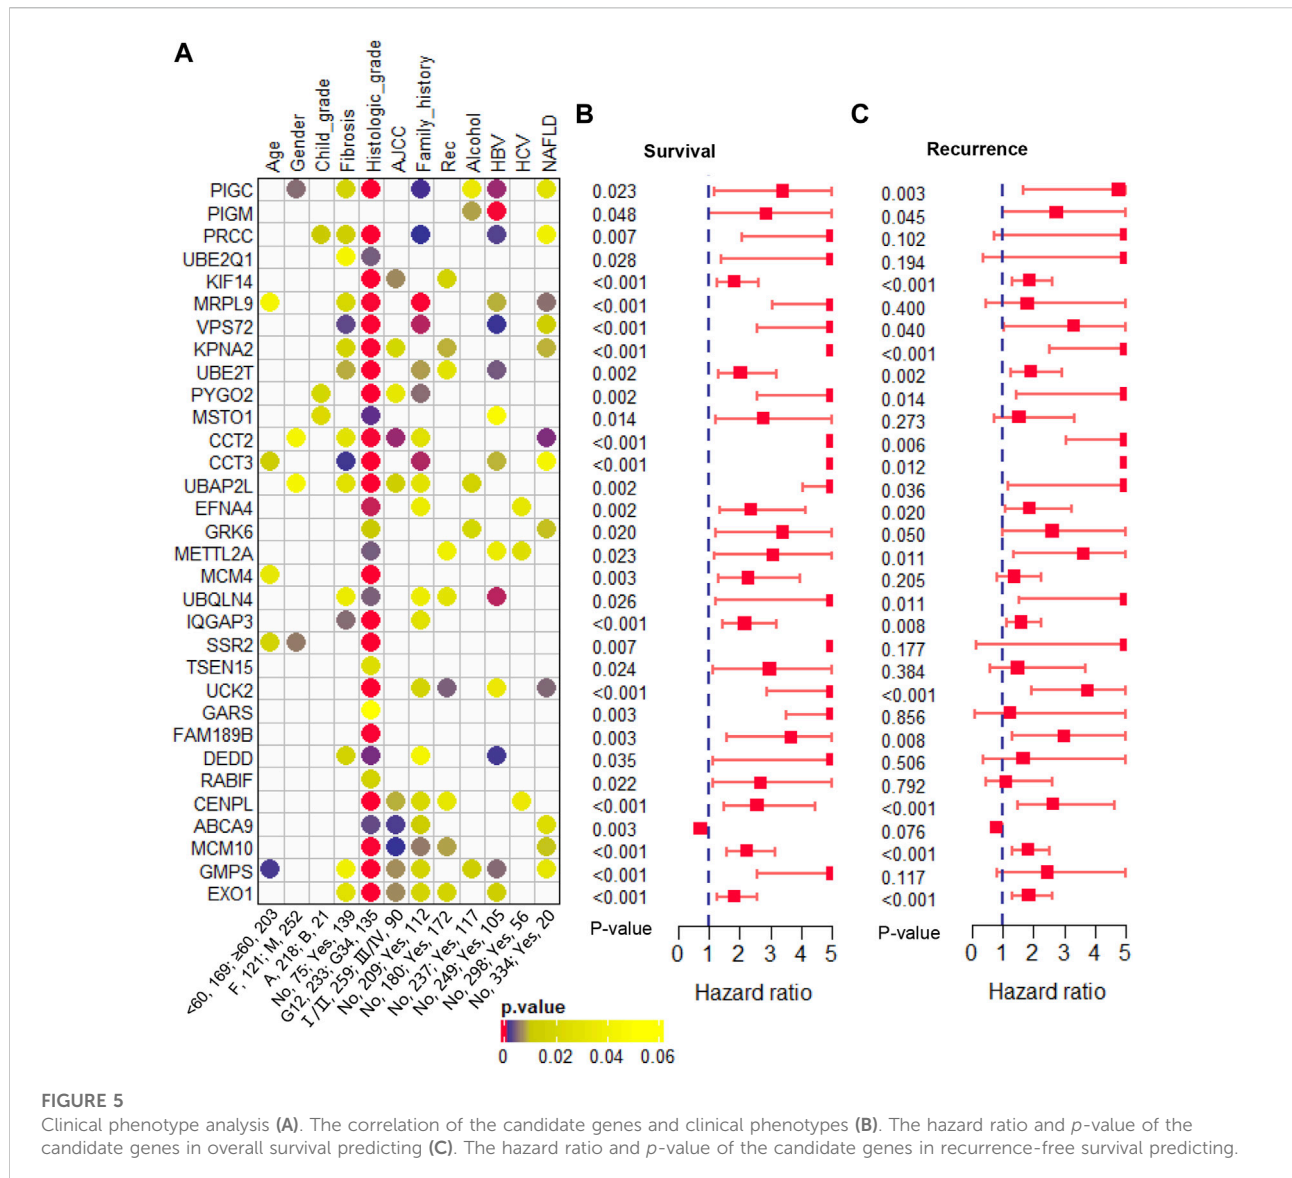 A
Age
Gender
Child_grade
Fibrosis
Histologic_grade
AJCC
Family_history
Rec
Alcohol
HBV
HCV
NAFLD
PIGC
PIGM
PRCC
UBE2Q1
KIF14
MRPL9
VPS72
KPNA2
UBE2T
PYGO2
MSTO1
CCT2
CCT3
UBAP2L
EFNA4
GRK6
METTL2A
MCM4
UBQLN4
IQGAP3
SSR2
TSEN15
UCK2
GARS
FAM189B
DEDD
RABIF
CENPL
ABCA9
MCM10
GMPS
EXO1
<60, 169; ≥60, 203
F, 121; M, 252
A, 218; B, 21
No, 75; Yes, 139
G12, 233; G34, 135
I/II, 259; III/IV, 90
No, 209; Yes, 112
No, 180; Yes, 172
No, 237; Yes, 117
No, 249; Yes, 105
No, 298; Yes, 56
No, 334; Yes, 20
p.value
0 0.02 0.04 0.06
B
Survival
0.023
0.048
0.007
0.028
<0.001
<0.001
<0.001
<0.001
0.002
0.002
0.014
<0.001
<0.001
0.002
0.002
0.020
0.023
0.003
0.026
<0.001
0.007
0.024
<0.001
0.003
0.003
0.035
0.022
<0.001
0.003
<0.001
<0.001
<0.001
P-value
0 1 2 3 4 5
Hazard ratio
C
Recurrence
0.003
0.045
0.102
0.194
<0.001
0.400
0.040
<0.001
0.002
0.014
0.273
0.006
0.012
0.036
0.020
0.050
0.011
0.205
0.011
0.008
0.177
0.384
<0.001
0.856
0.008
0.506
0.792
<0.001
0.076
<0.001
0.117
<0.001
P-value
0 1 2 3 4 5
Hazard ratio
FIGURE 5
Clinical phenotype analysis (A). The correlation of the candidate genes and clinical phenotypes (B). The hazard ratio and p-value of the
candidate genes in overall survival predicting (C). The hazard ratio and p-value of the candidate genes in recurrence-free survival predicting.